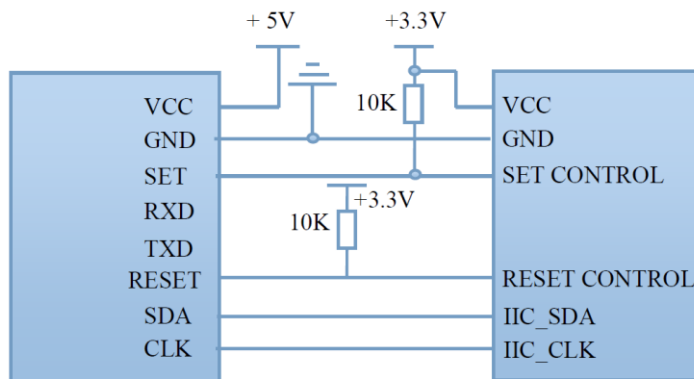 + 5V +3.3V
VCC 10K VCC
GND GND
SET SET CONTROL
RXD +3.3V
10K
TXD
RESET RESET CONTROL
SDA IIC_SDA
CLK IIC_CLK